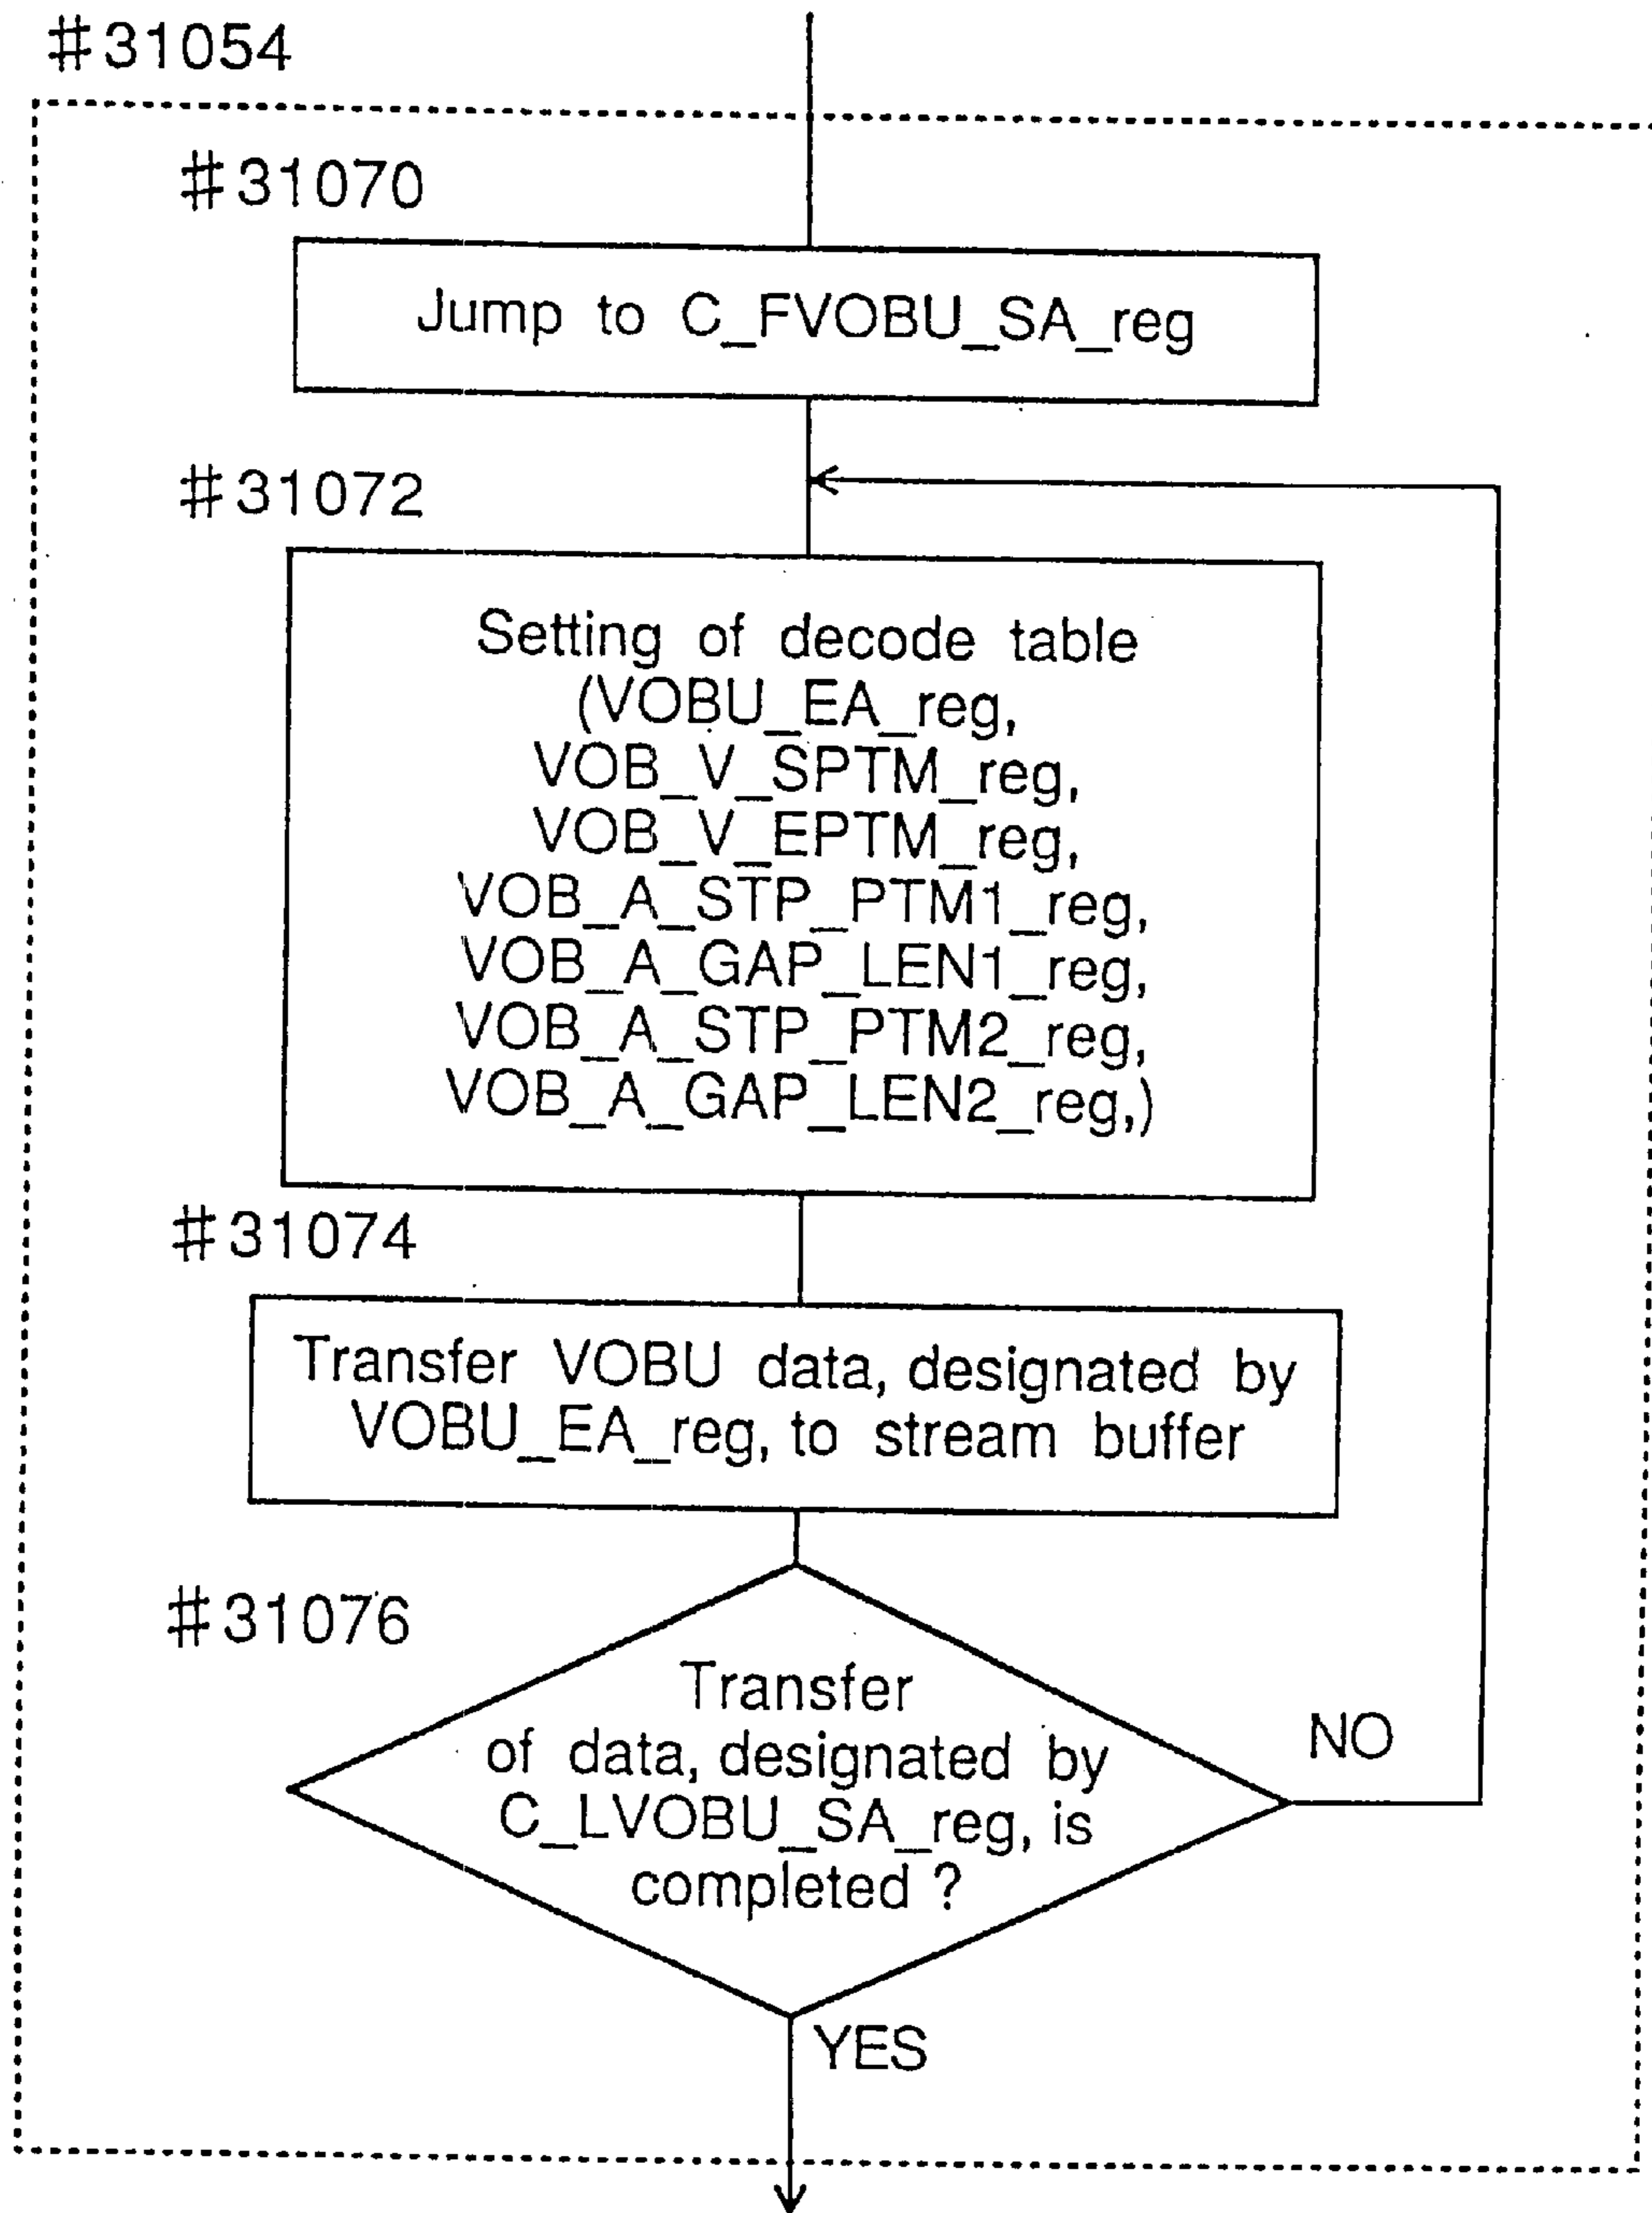 #31054
#31070
Jump to C_FVOBU_SA_reg
#31072
Setting of decode table
(VOBU_EA_reg,
VOB_V_SPTM_reg,
VOB_V_EPTM_reg,
VOB_A_STP_PTM1_reg,
VOB_A_GAP_LEN1_reg,
VOB_A_STP_PTM2_reg,
VOB_A_GAP_LEN2_reg,)
#31074
Transfer VOBU data, designated by
VOBU_EA_reg, to stream buffer
#31076
Transfer
of data, designated by
C_LVOBU_SA_reg, is
completed ?
NO
YES